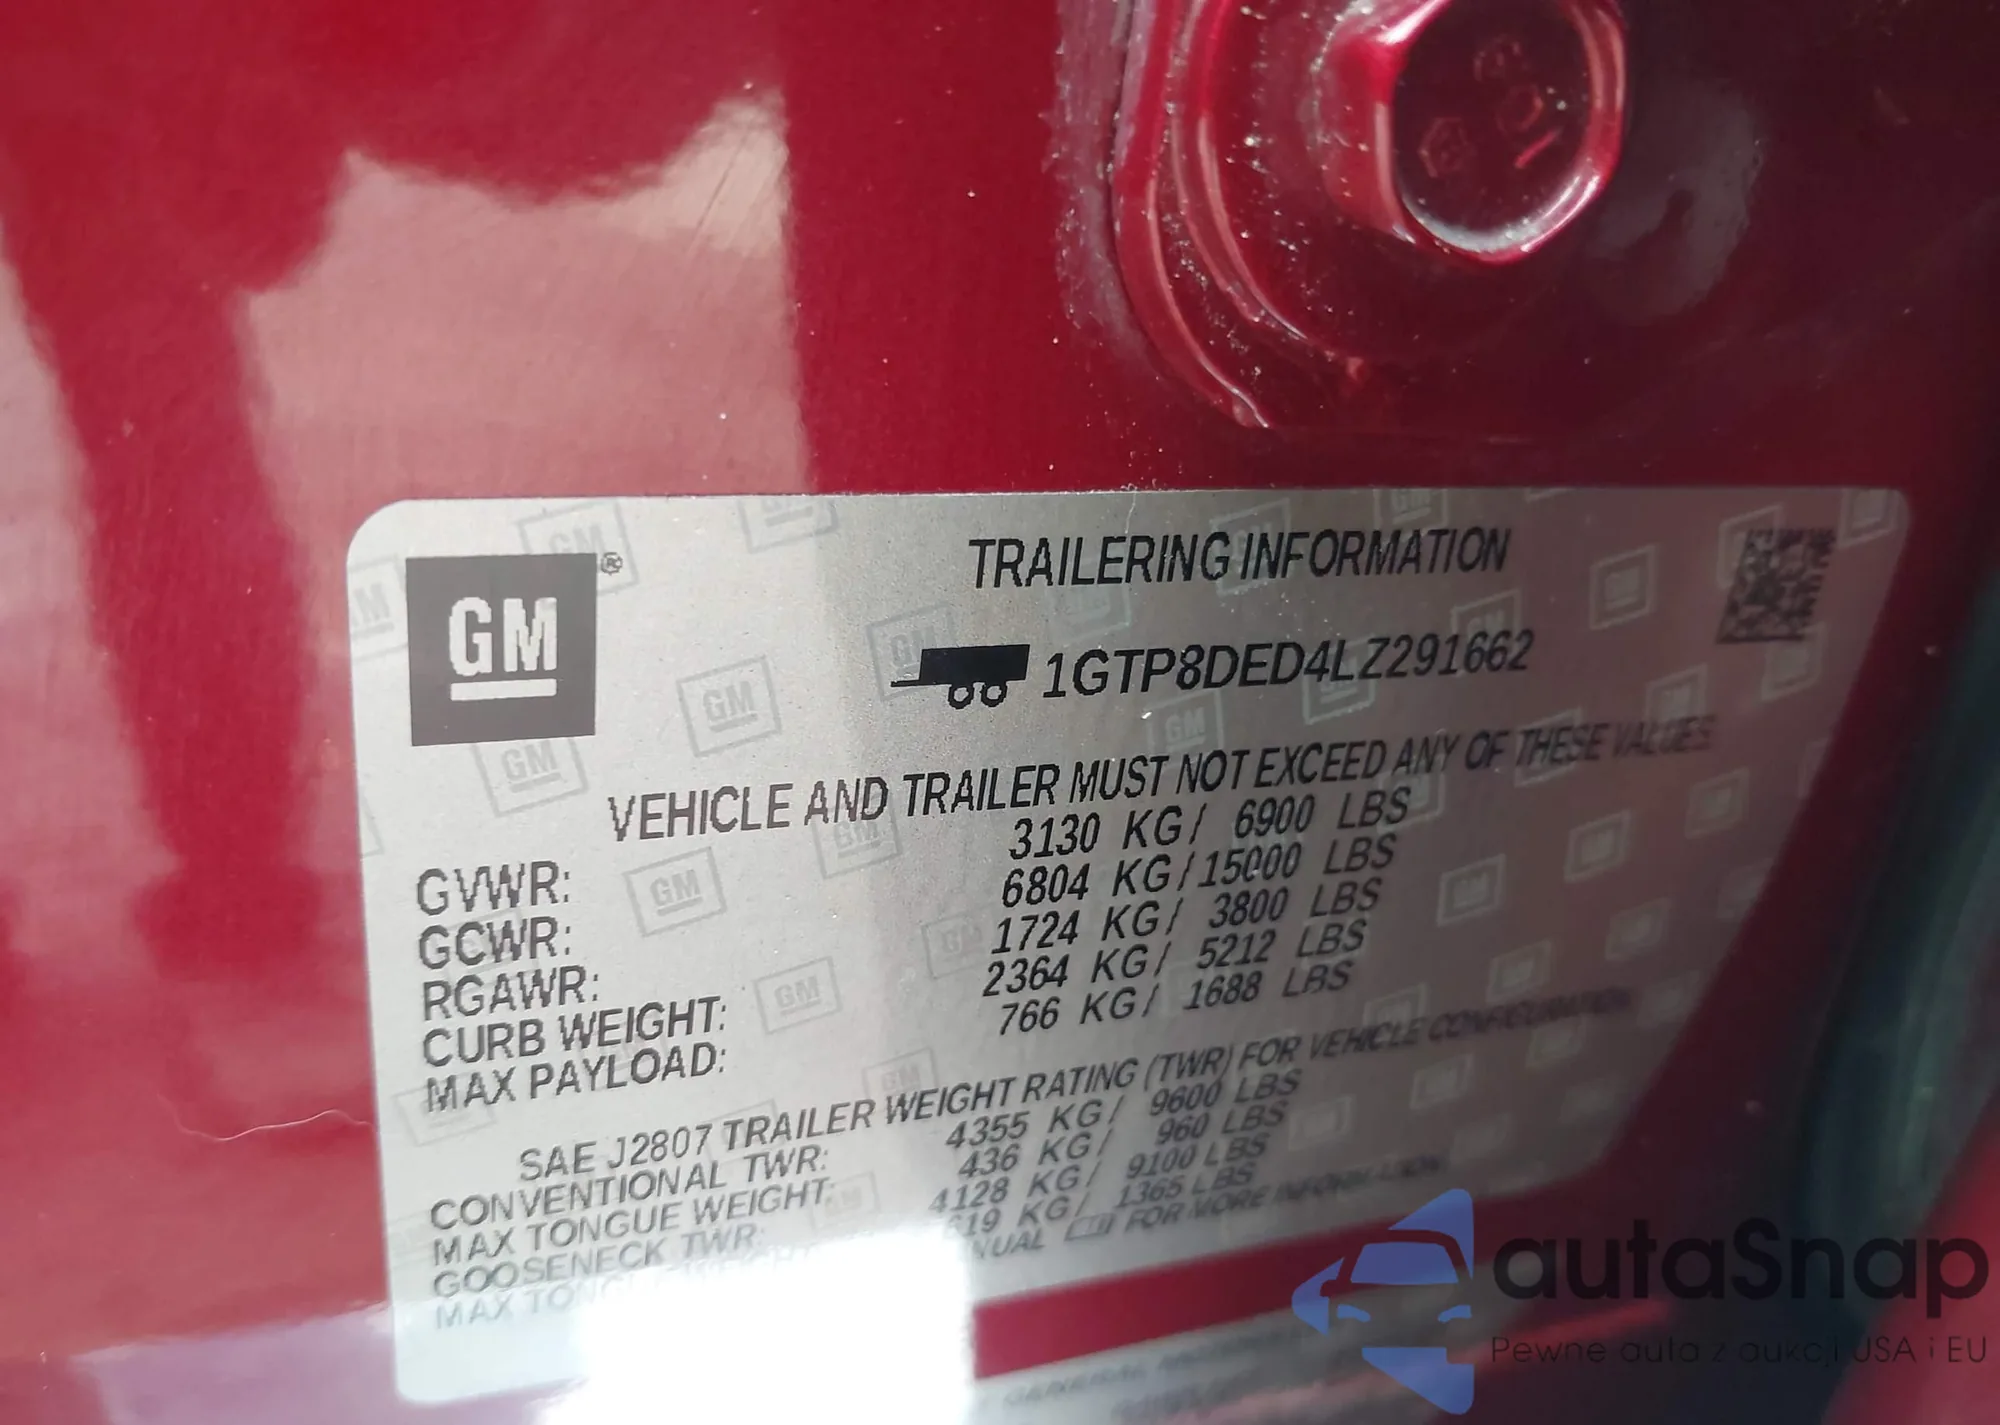 GM
TRAILERING INFORMATION
1GTP8DED4LZ291662
VEHICLE AND TRAILER MUST NOT EXCEED ANY OF THESE VALUES
GVWR: 3130 KG/ 6900 LBS
GCWR: 6804 KG/15000 LBS
RGAWR: 1724 KG/ 3800 LBS
CURB WEIGHT: 2364 KG/ 5212 LBS
MAX PAYLOAD: 766 KG/ 1688 LBS
SAE J2807 TRAILER WEIGHT RATING (TWR) FOR VEHICLE CONFIGURATION
CONVENTIONAL TWR: 4355 KG/ 9600 LBS
MAX TONGUE WEIGHT: 436 KG/ 960 LBS
GOOSENECK TWR: 4128 KG/ 9100 LBS
MAX 619 KG/ 1365 LBS
FOR MORE INFORMATION
autaSnap
Pewne auta z aukcji USA i EU